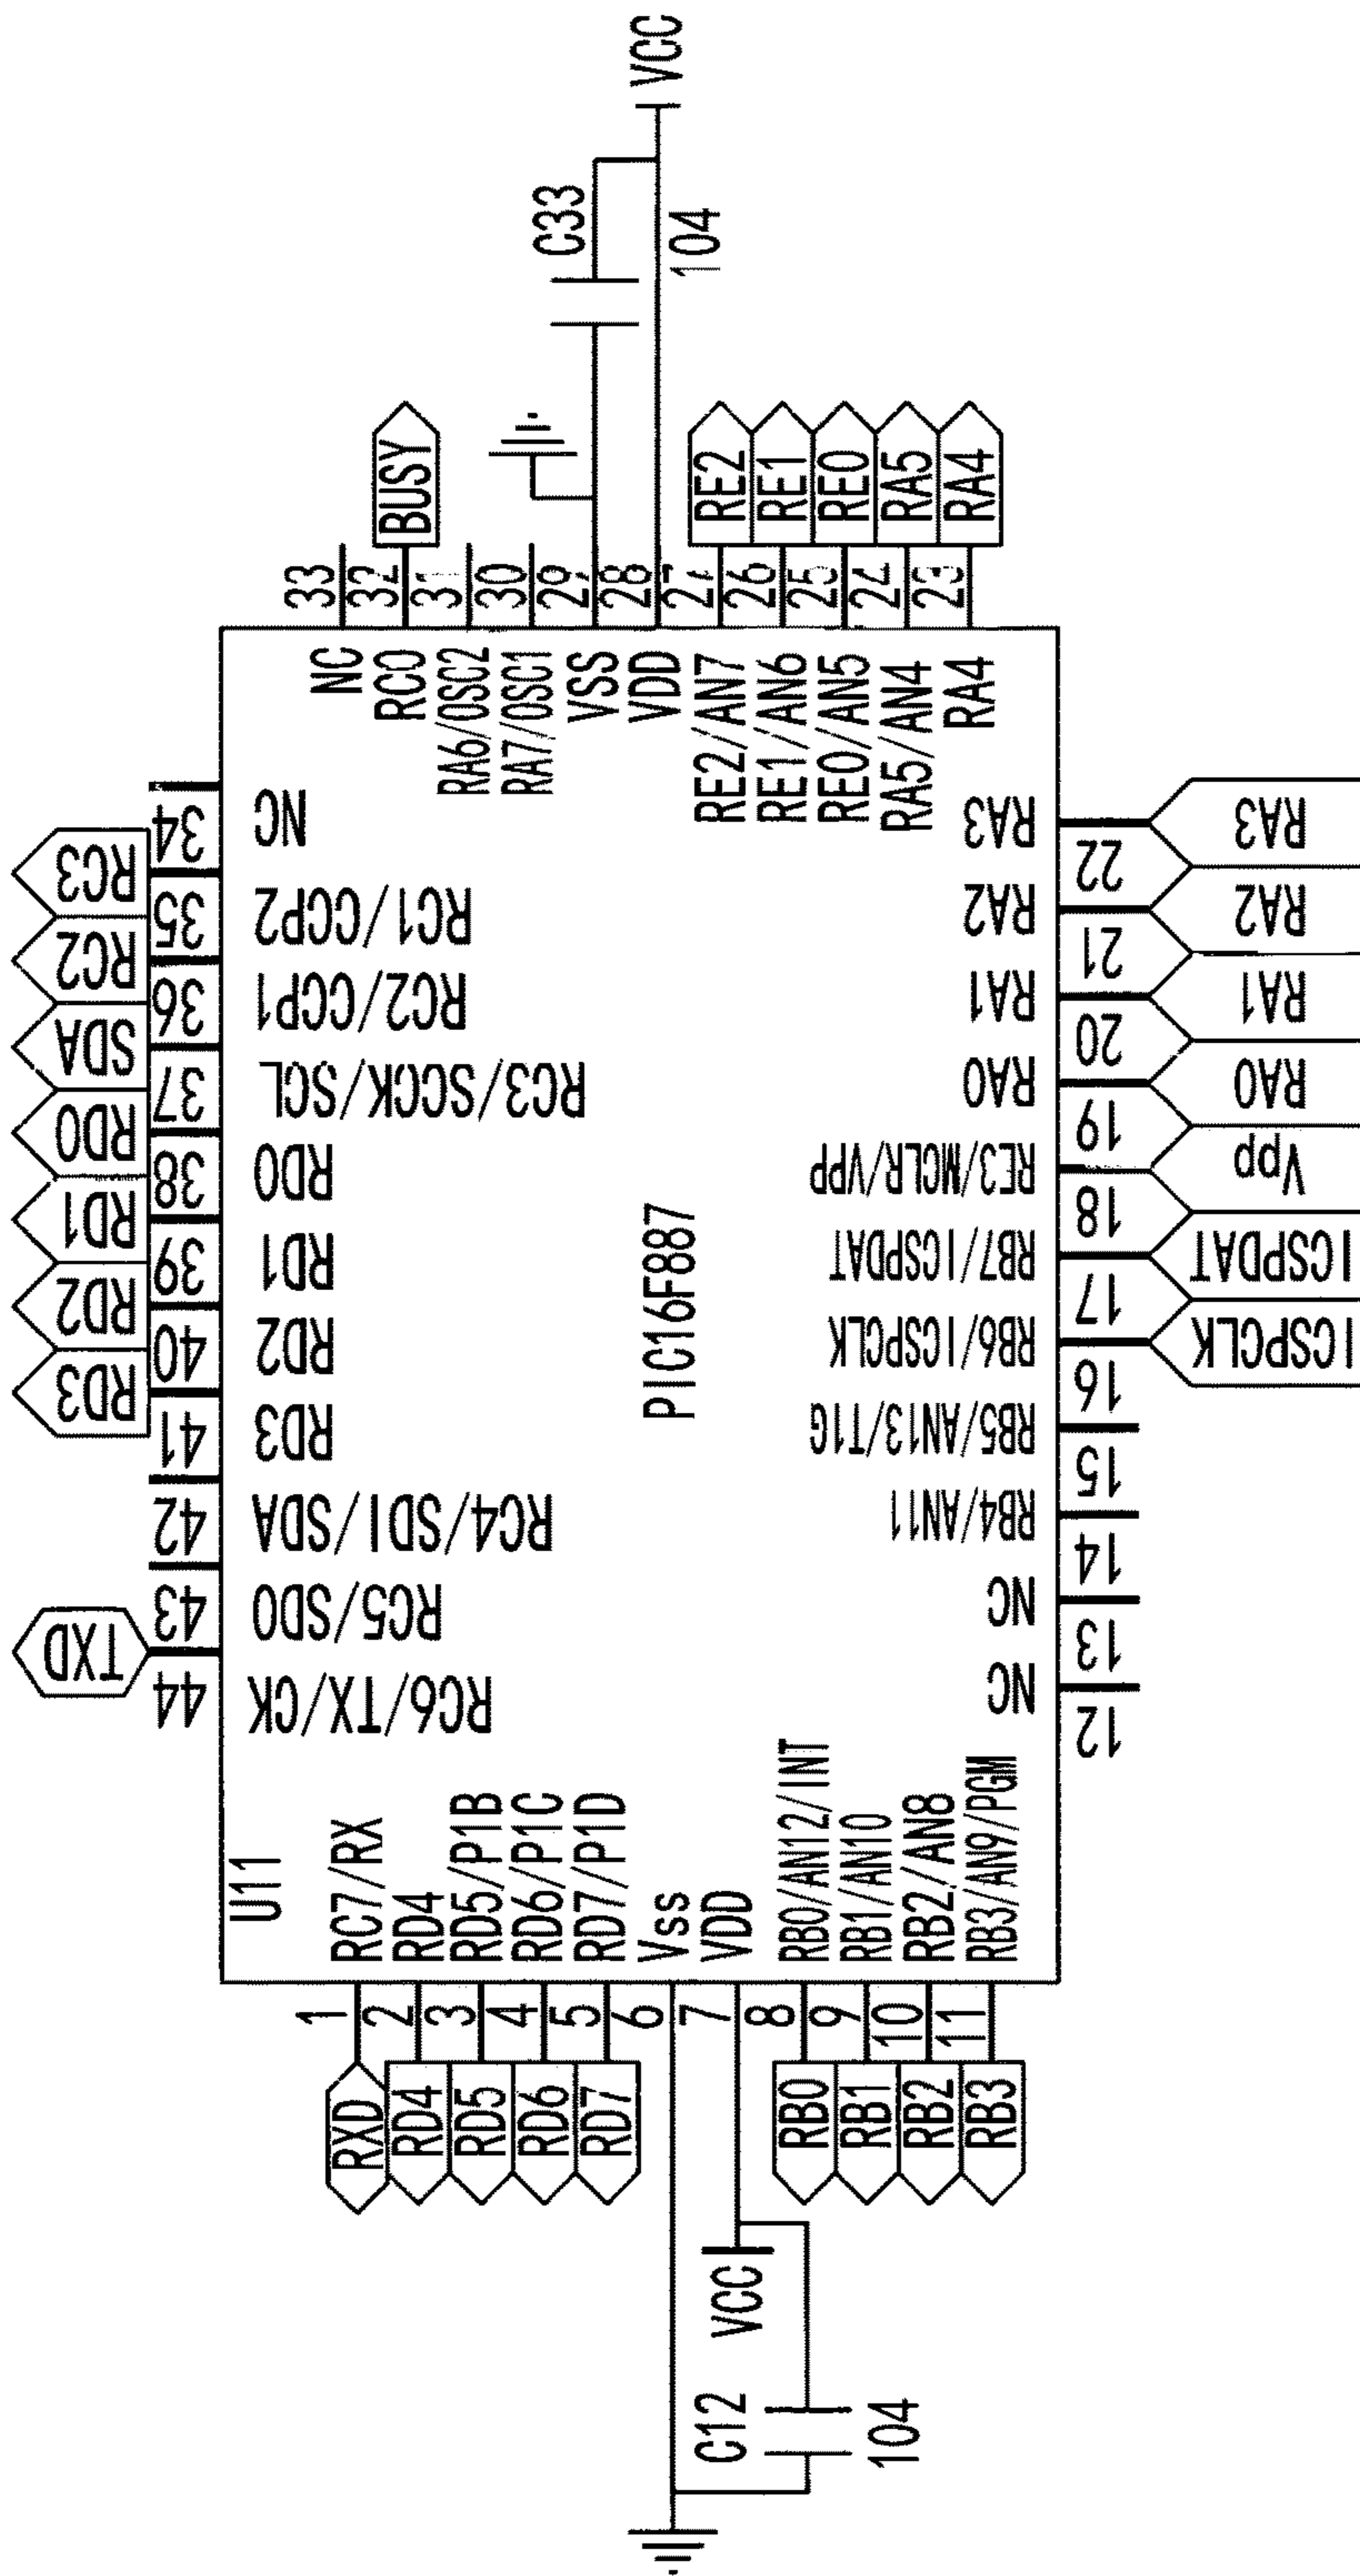 U11
PIC16F887
RXD 1 RC7/RX
RD4 2 RD4
RD5 3 RD5/P1B
RD6 4 RD6/P1C
RD7 5 RD7/P1D
6 Vss
7 VDD
RB0 8 RB0/AN12/INT
RB1 9 RB1/AN10
RB2 10 RB2/AN8
RB3 11 RB3/AN9/PGM
VCC
C12
104
12 NC
13 NC
14 RB4/AN11
15 RB5/AN13/T1G
ICSPCLK 16 RB6/ICSPCLK
ICSPDAT 17 RB7/ICSPDAT
Vpp 18 RE3/MCLR/VPP
RA0 19 RA0
RA1 20 RA1
RA2 21 RA2
RA3 22 RA3
RA4 23 RA4
RA5 24 RA5/AN4
RE0 25 RE0/AN5
RE1 26 RE1/AN6
RE2 27 RE2/AN7
28 VDD
29 VSS
30 RA7/OSC1
31 RA6/OSC2
BUSY 32 RC0
33 NC
C33
104
VCC
34 NC
RC3 35 RC1/CCP2
RC2 36 RC2/CCP1
SDA 37 RC3/SCCK/SCL
RD0 38 RD0
RD1 39 RD1
RD2 40 RD2
RD3 41 RD3
42 RC4/SDI/SDA
43 RC5/SDO
TXD 44 RC6/TX/CK